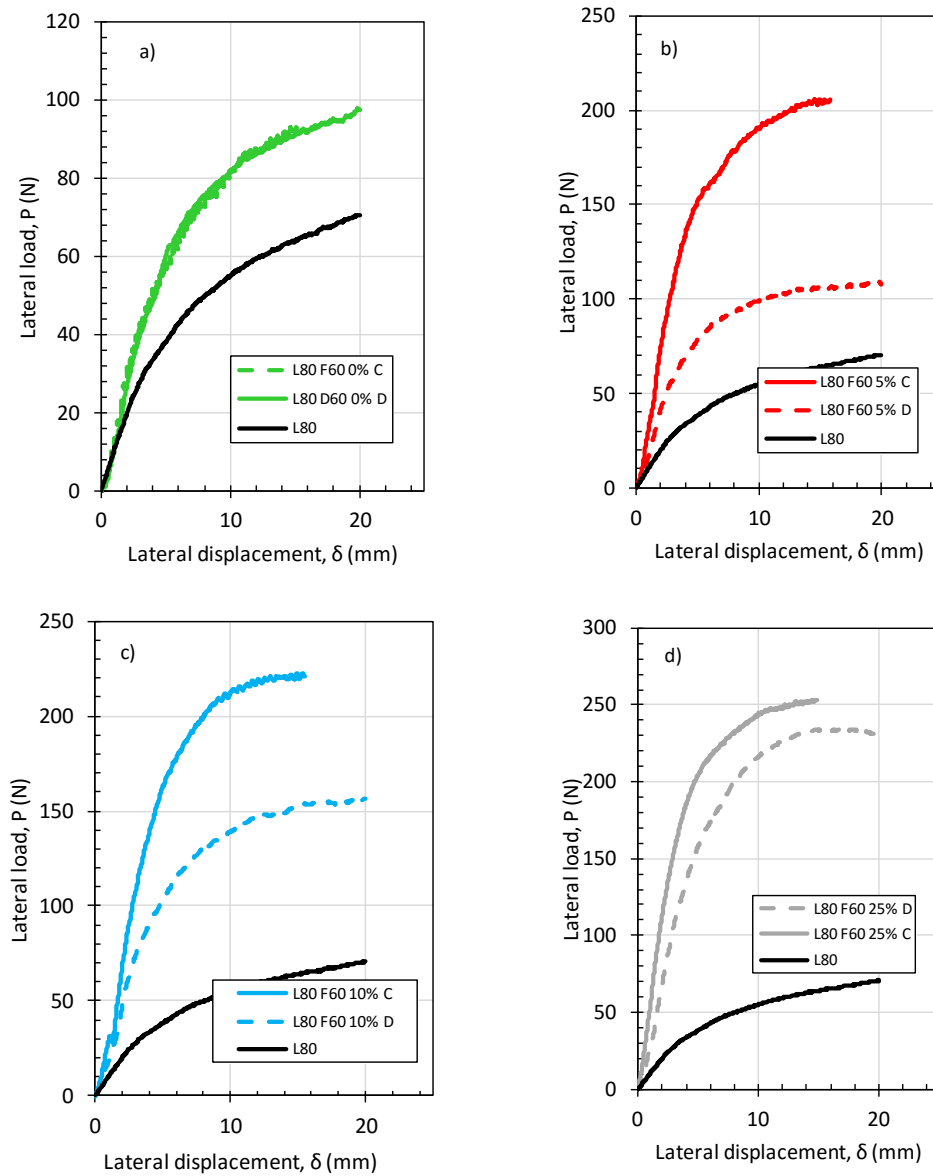 a)
120
100
80
60
40
20
0
Lateral load, P (N)
L80 F60 0% C
L80 D60 0% D
L80
0 10 20
Lateral displacement, δ (mm)
b)
250
200
150
100
50
0
Lateral load, P (N)
L80 F60 5% C
L80 F60 5% D
L80
0 10 20
Lateral displacement, δ (mm)
c)
250
200
150
100
50
0
Lateral load, P (N)
L80 F60 10% C
L80 F60 10% D
L80
0 10 20
Lateral displacement, δ (mm)
d)
300
250
200
150
100
50
0
Lateral load, P (N)
L80 F60 25% D
L80 F60 25% C
L80
0 10 20
Lateral displacement, δ (mm)